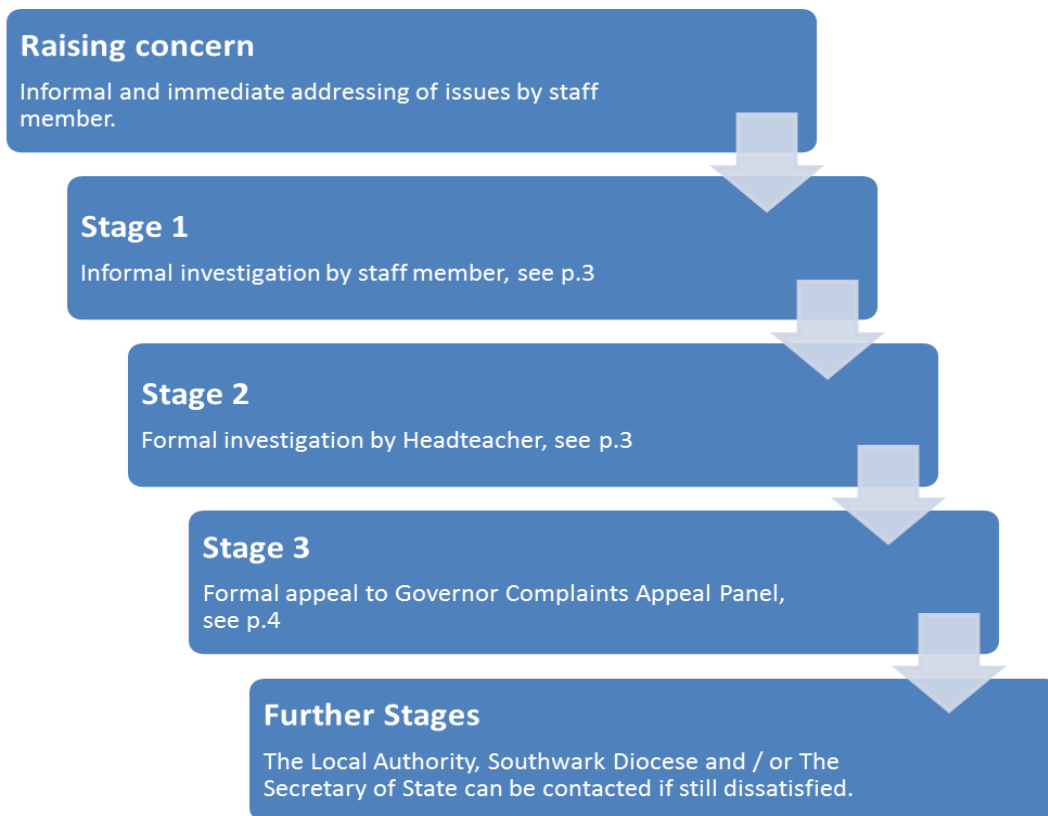 Raising concern
Informal and immediate addressing of issues by staff
member.
Stage 1
Informal investigation by staff member, see p.3
Stage 2
Formal investigation by Headteacher, see p.3
Stage 3
Formal appeal to Governor Complaints Appeal Panel,
see p.4
Further Stages
The Local Authority, Southwark Diocese and / or The
Secretary of State can be contacted if still dissatisfied.